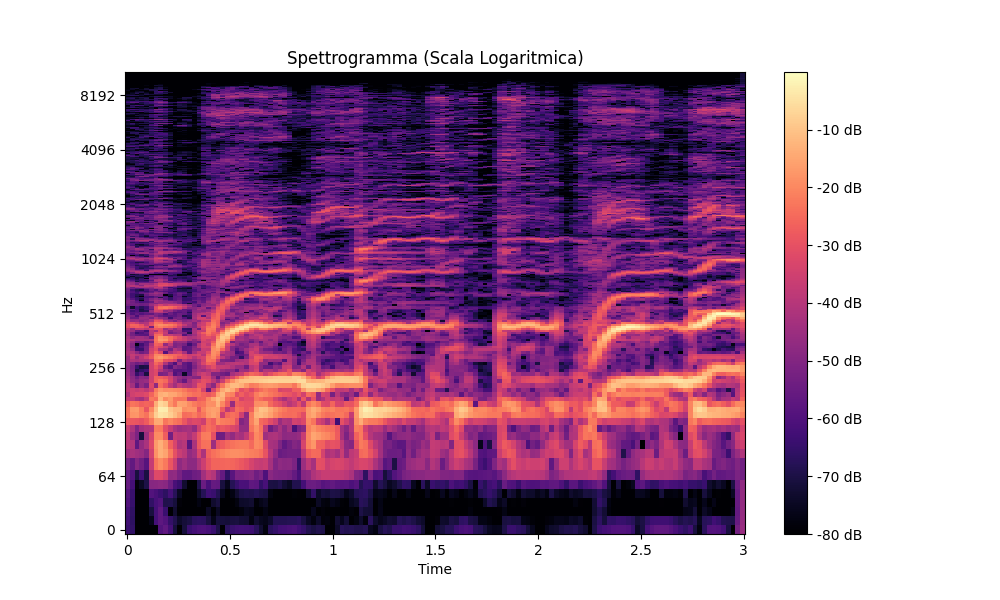 Spettrogramma (Scala Logaritmica)
8192
4096
2048
1024
512
256
128
64
0
Hz
0
0.5
1
1.5
2
2.5
3
Time
-10 dB
-20 dB
-30 dB
-40 dB
-50 dB
-60 dB
-70 dB
-80 dB